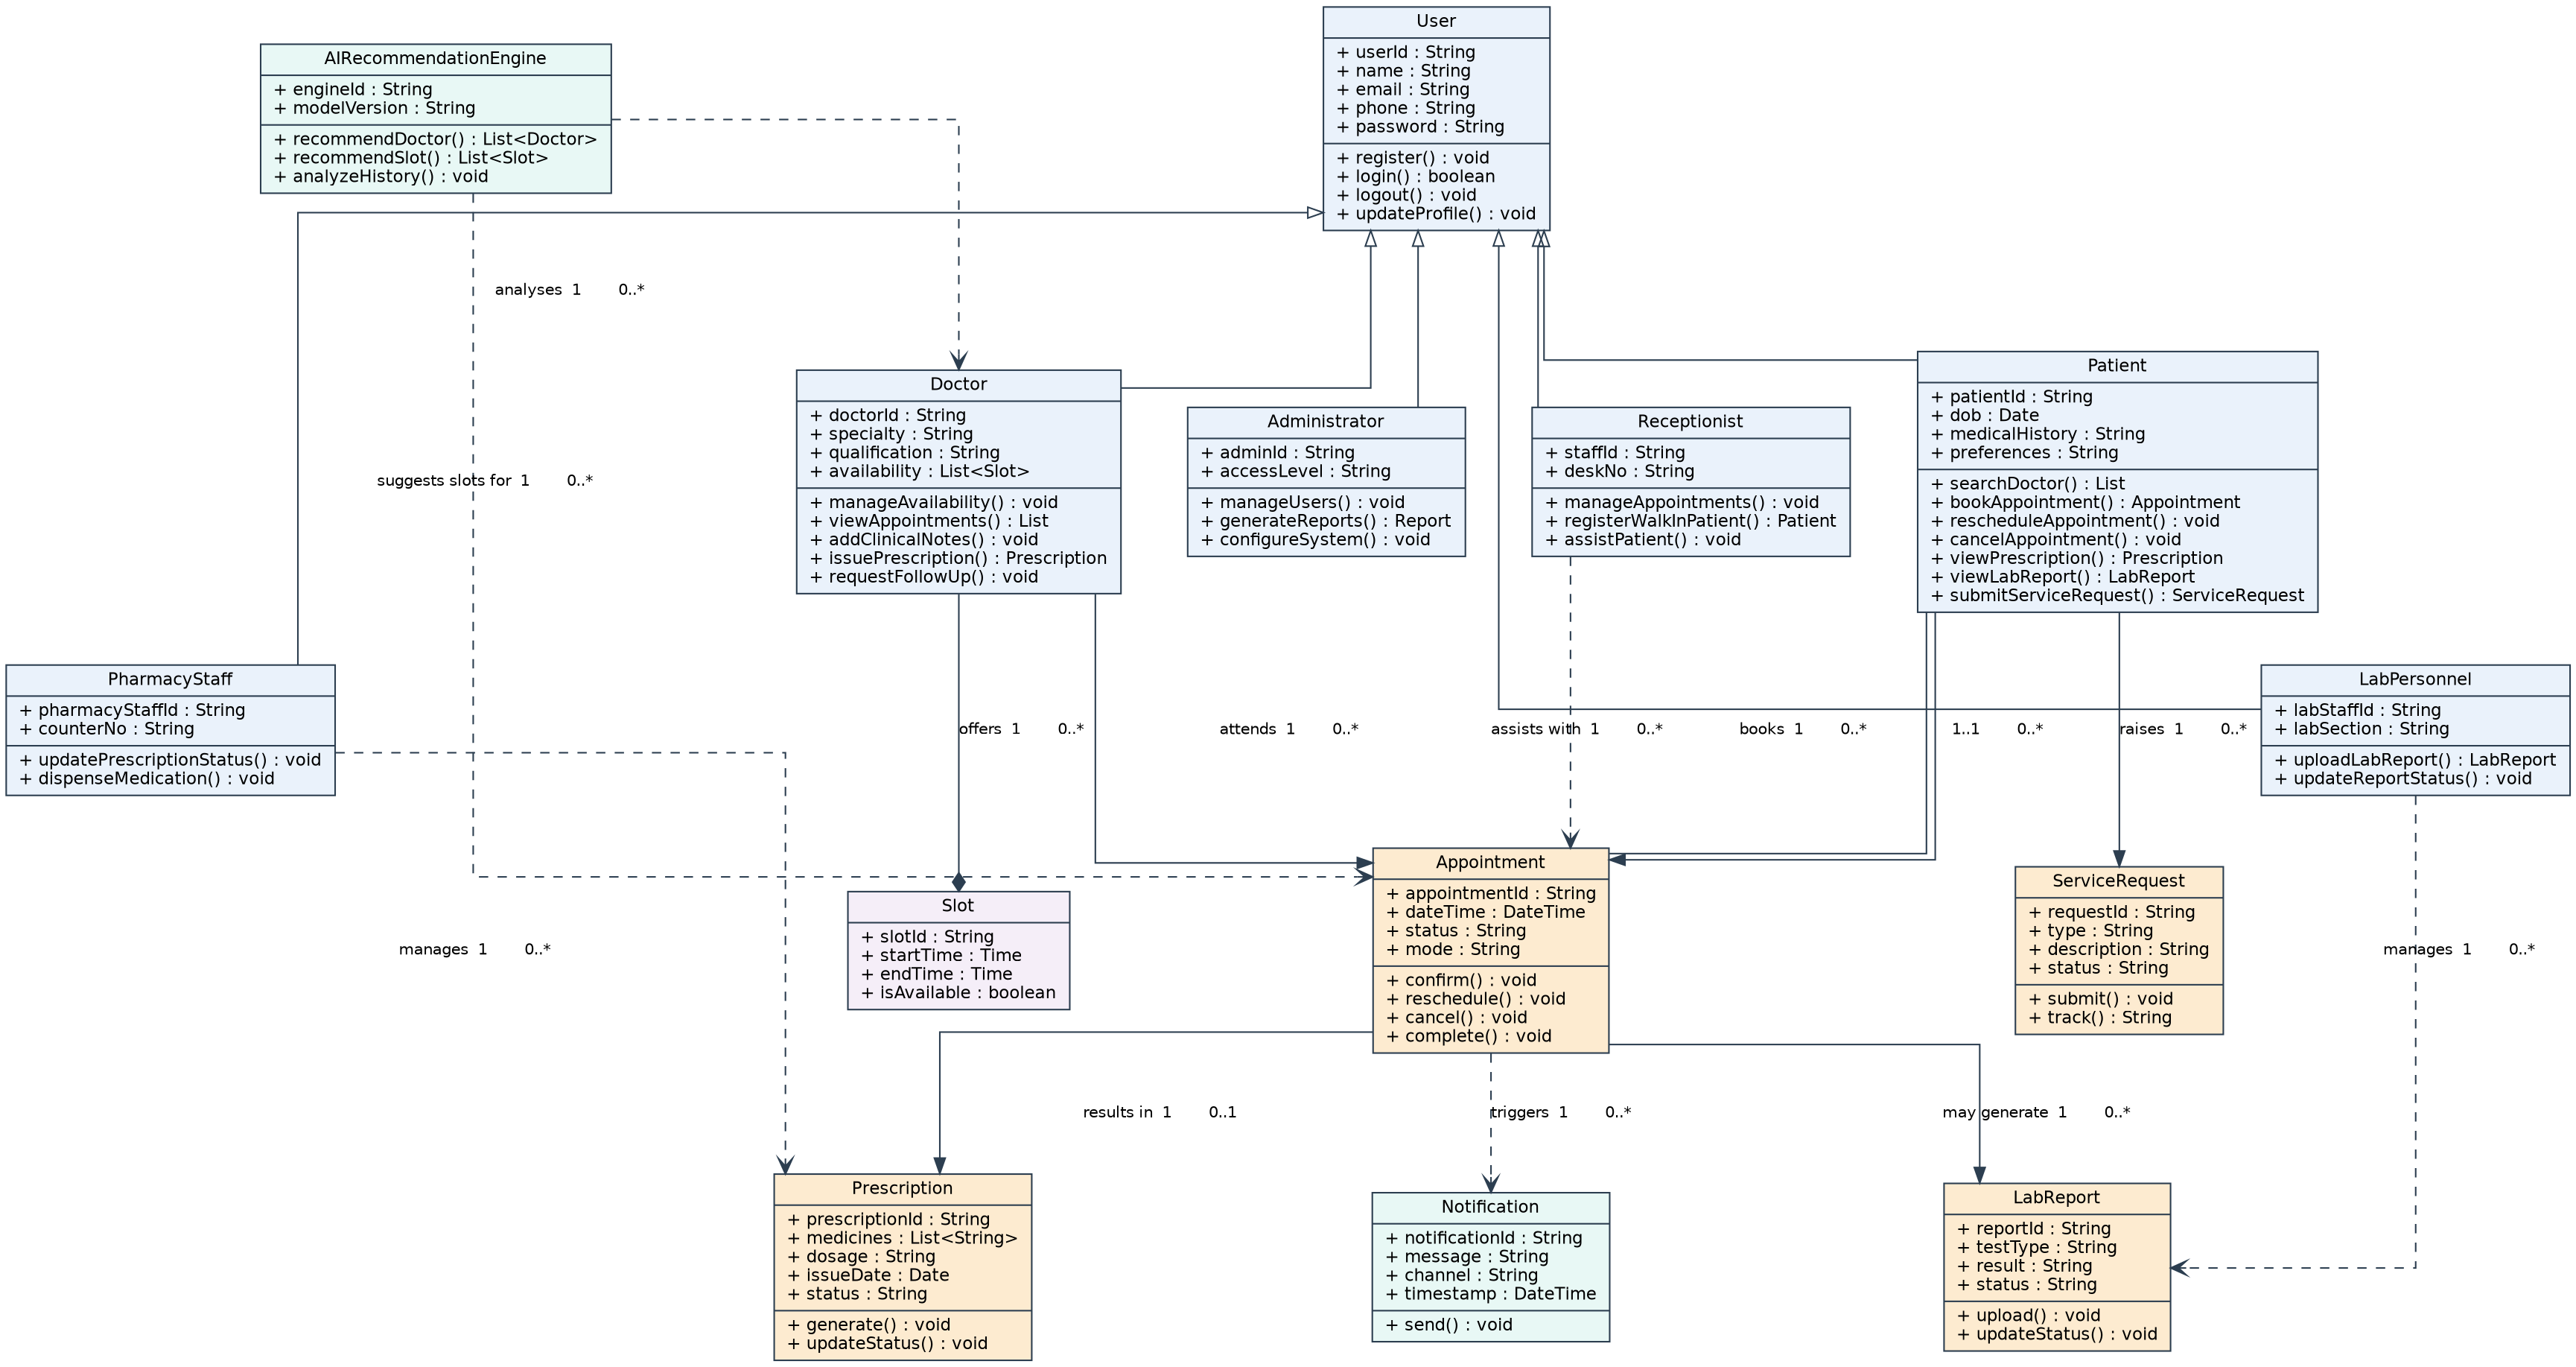 User
+ userId : String
+ name : String
+ email : String
+ phone : String
+ password : String
+ register() : void
+ login() : boolean
+ logout() : void
+ updateProfile() : void
AIRecommendationEngine
+ engineId : String
+ modelVersion : String
+ recommendDoctor() : List<Doctor>
+ recommendSlot() : List<Slot>
+ analyzeHistory() : void
analyses 1 0..*
suggests slots for 1 0..*
Doctor
+ doctorId : String
+ specialty : String
+ qualification : String
+ availability : List<Slot>
+ manageAvailability() : void
+ viewAppointments() : List
+ addClinicalNotes() : void
+ issuePrescription() : Prescription
+ requestFollowUp() : void
Administrator
+ adminId : String
+ accessLevel : String
+ manageUsers() : void
+ generateReports() : Report
+ configureSystem() : void
Receptionist
+ staffId : String
+ deskNo : String
+ manageAppointments() : void
+ registerWalkInPatient() : Patient
+ assistPatient() : void
Patient
+ patientId : String
+ dob : Date
+ medicalHistory : String
+ preferences : String
+ searchDoctor() : List
+ bookAppointment() : Appointment
+ rescheduleAppointment() : void
+ cancelAppointment() : void
+ viewPrescription() : Prescription
+ viewLabReport() : LabReport
+ submitServiceRequest() : ServiceRequest
PharmacyStaff
+ pharmacyStaffId : String
+ counterNo : String
+ updatePrescriptionStatus() : void
+ dispenseMedication() : void
offers 1 0..*
attends 1 0..*
assists with 1 0..*
books 1 0..*
1..1 0..*
raises 1 0..*
LabPersonnel
+ labStaffId : String
+ labSection : String
+ uploadLabReport() : LabReport
+ updateReportStatus() : void
manages 1 0..*
Slot
+ slotId : String
+ startTime : Time
+ endTime : Time
+ isAvailable : boolean
Appointment
+ appointmentId : String
+ dateTime : DateTime
+ status : String
+ mode : String
+ confirm() : void
+ reschedule() : void
+ cancel() : void
+ complete() : void
ServiceRequest
+ requestId : String
+ type : String
+ description : String
+ status : String
+ submit() : void
+ track() : String
manages 1 0..*
results in 1 0..1
triggers 1 0..*
may generate 1 0..*
Prescription
+ prescriptionId : String
+ medicines : List<String>
+ dosage : String
+ issueDate : Date
+ status : String
+ generate() : void
+ updateStatus() : void
Notification
+ notificationId : String
+ message : String
+ channel : String
+ timestamp : DateTime
+ send() : void
LabReport
+ reportId : String
+ testType : String
+ result : String
+ status : String
+ upload() : void
+ updateStatus() : void